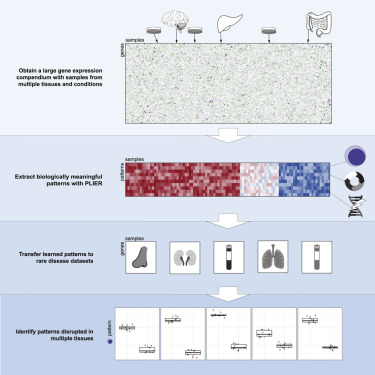 samples
genes
Obtain a large gene expression
compendium with samples from
multiple tissues and conditions
samples
patterns
Extract biologically meaningful
patterns with PLIER
samples
genes
Transfer learned patterns to
rare disease datasets
pattern
Identify patterns disrupted in
multiple tissues